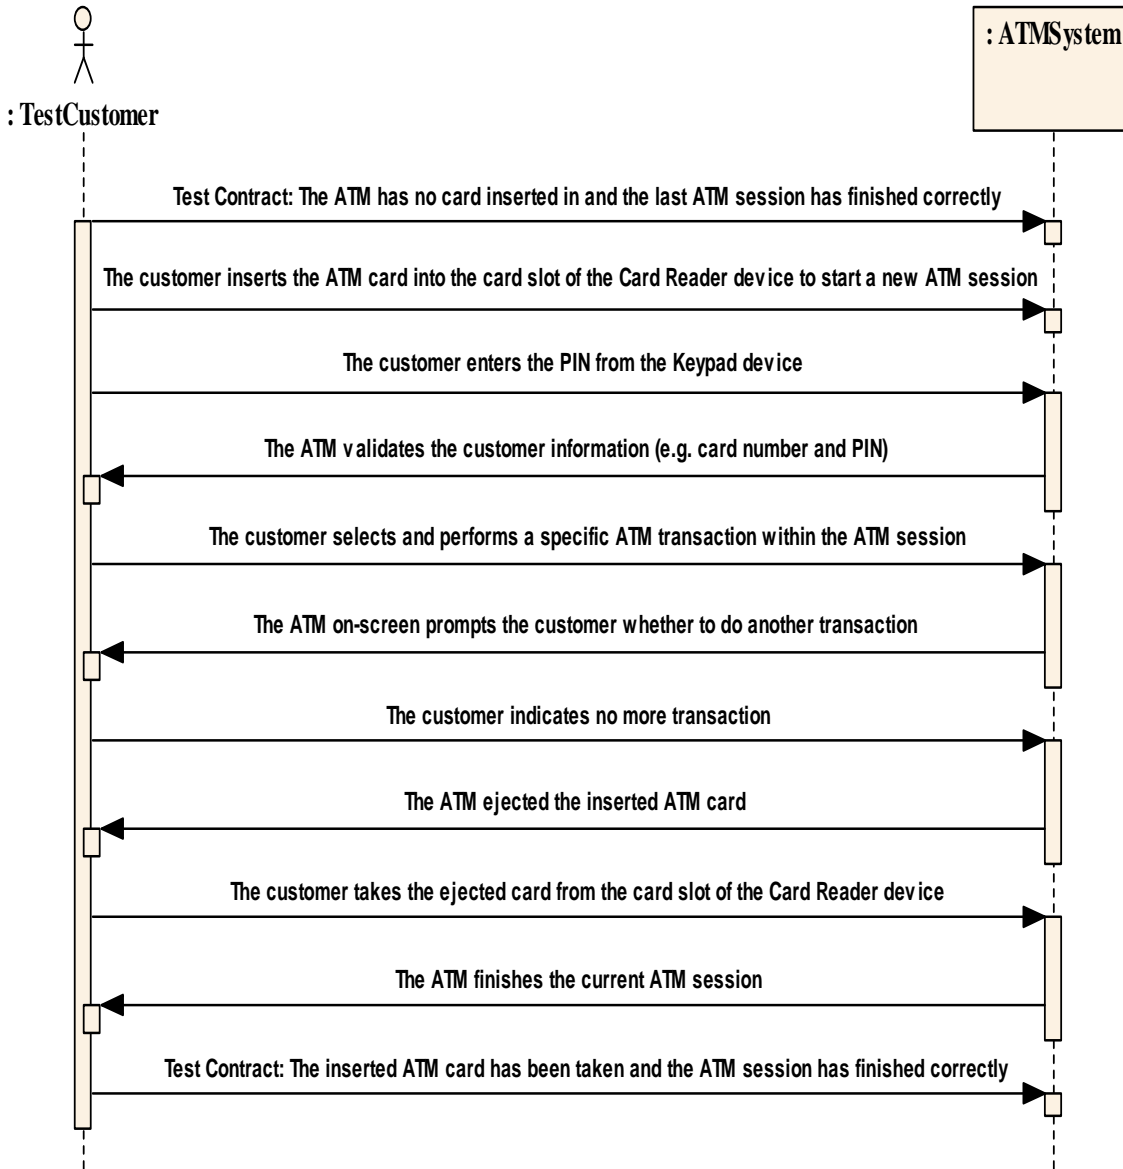 : TestCustomer
: ATMSystem
Test Contract: The ATM has no card inserted in and the last ATM session has finished correctly
The customer inserts the ATM card into the card slot of the Card Reader device to start a new ATM session
The customer enters the PIN from the Keypad device
The ATM validates the customer information (e.g. card number and PIN)
The customer selects and performs a specific ATM transaction within the ATM session
The ATM on-screen prompts the customer whether to do another transaction
The customer indicates no more transaction
The ATM ejected the inserted ATM card
The customer takes the ejected card from the card slot of the Card Reader device
The ATM finishes the current ATM session
Test Contract: The inserted ATM card has been taken and the ATM session has finished correctly